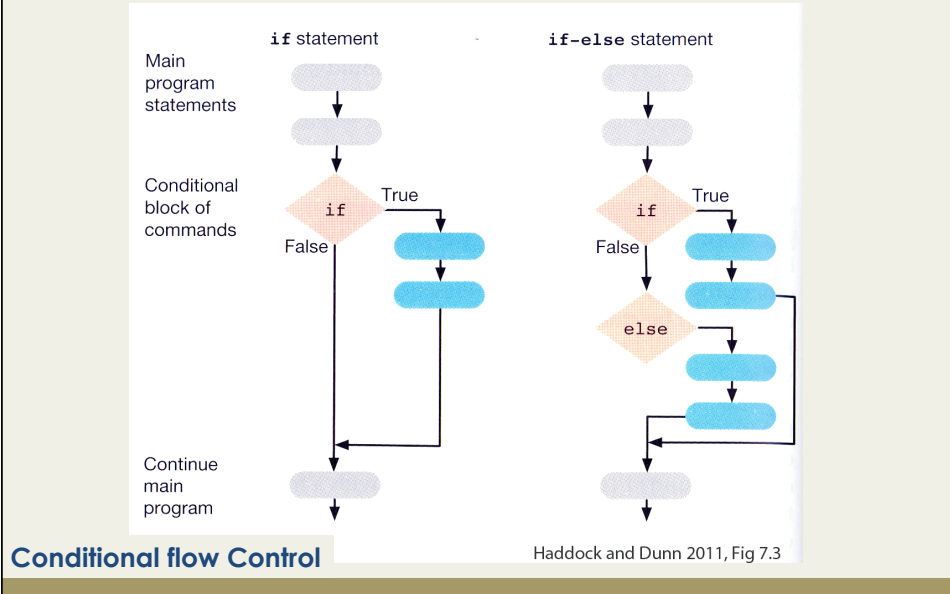 if statement
if-else statement
Main
program
statements
Conditional
block of
commands
if
True
False
if
True
False
else
Continue
main
program
Conditional flow Control
Haddock and Dunn 2011, Fig 7.3